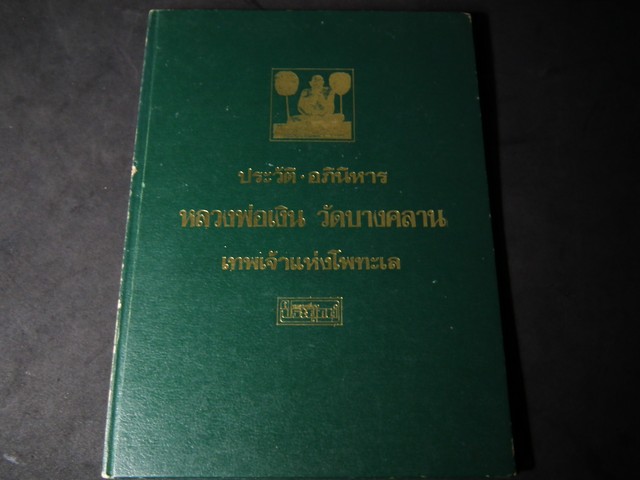 ประวัติ • อภินิหาร
หลวงพ่อเงิน วัดบางคลาน
เทพเจ้าแห่งโพทะเล